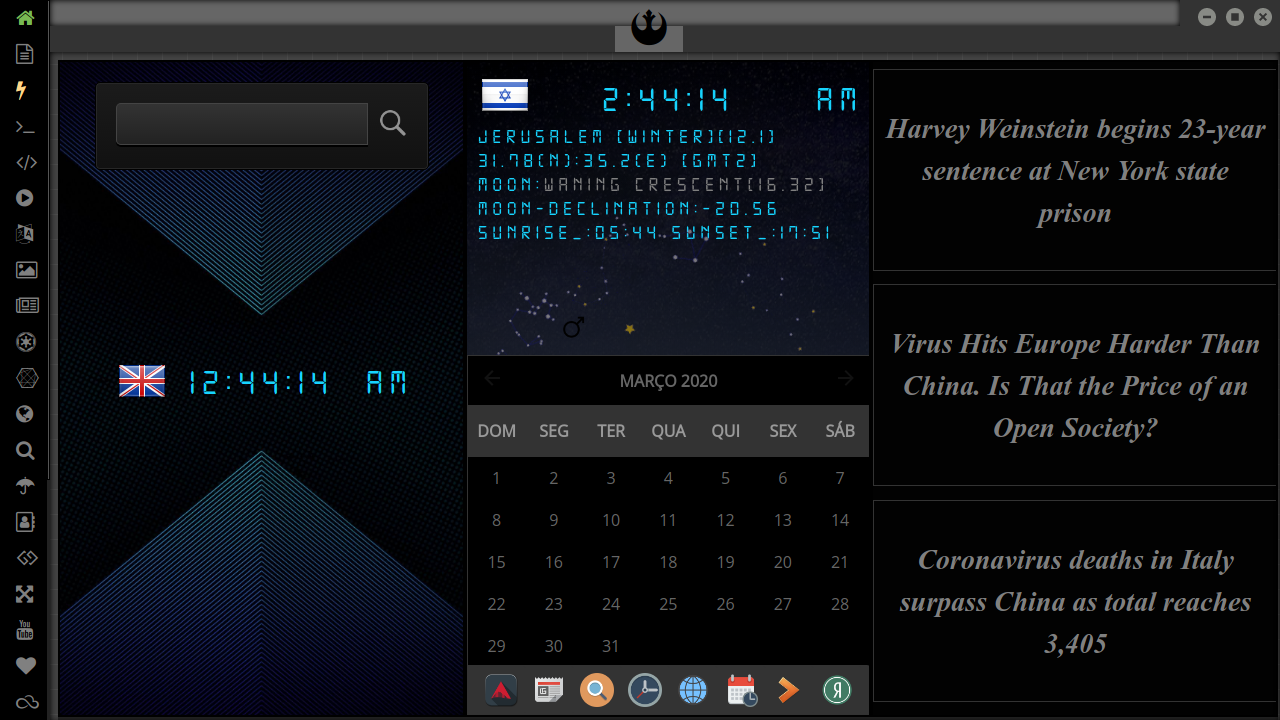 You
Tube
12:44:14 AM
2:44:14 AM
JERUSALEM (WINTER)(12.1)
31.78(N):35.2(E) (GMT2)
MOON:WANING CRESCENT(16.32)
MOON-DECLINATION:-20.56
SUNRISE_:05:44 SUNSET_:17:51
MARÇO 2020
DOM SEG TER QUA QUI SEX SÁB
1 2 3 4 5 6 7
8 9 10 11 12 13 14
15 16 17 18 19 20 21
22 23 24 25 26 27 28
29 30 31
Я
Harvey Weinstein begins 23-year
sentence at New York state
prison
Virus Hits Europe Harder Than
China. Is That the Price of an
Open Society?
Coronavirus deaths in Italy
surpass China as total reaches
3,405